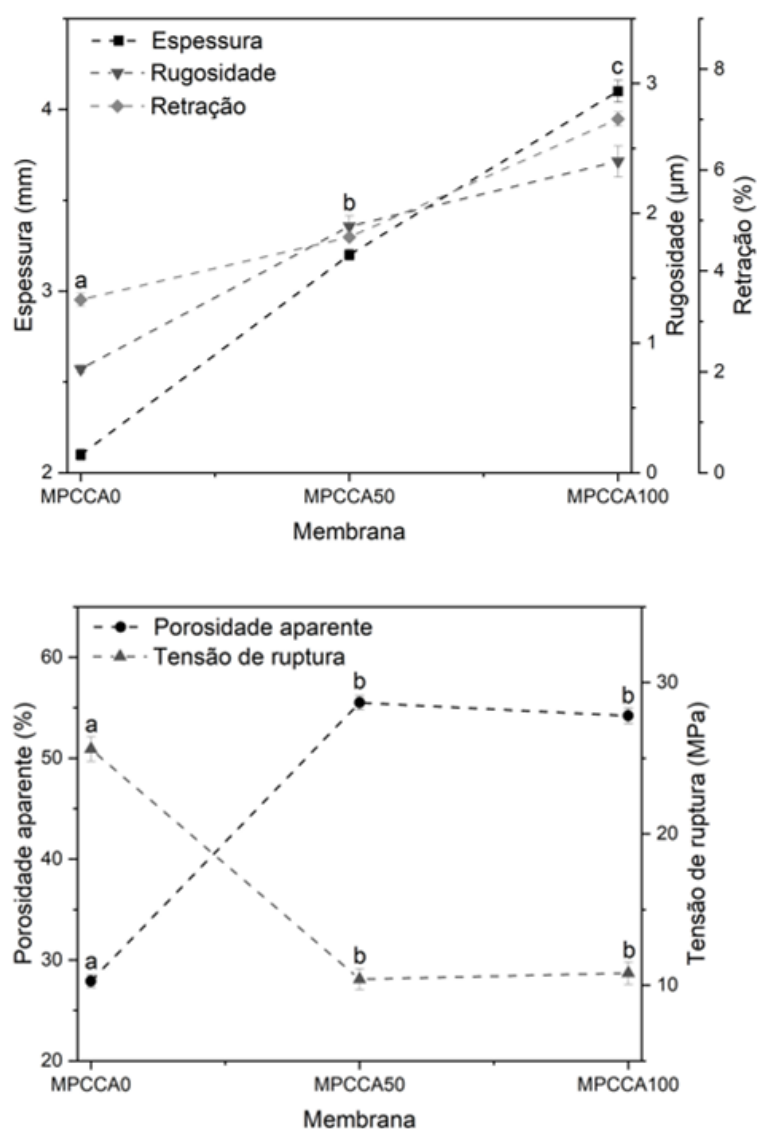 Espessura
Rugosidade
Retração
a
b
c
4
3
2
Espessura (mm)
3
2
1
0
Rugosidade (μm)
8
6
4
2
0
Retração (%)
MPCCA0
MPCCA50
MPCCA100
Membrana
Porosidade aparente
Tensão de ruptura
a
b
b
a
b
b
60
50
40
30
20
Porosidade aparente (%)
30
20
10
Tensão de ruptura (MPa)
MPCCA0
MPCCA50
MPCCA100
Membrana